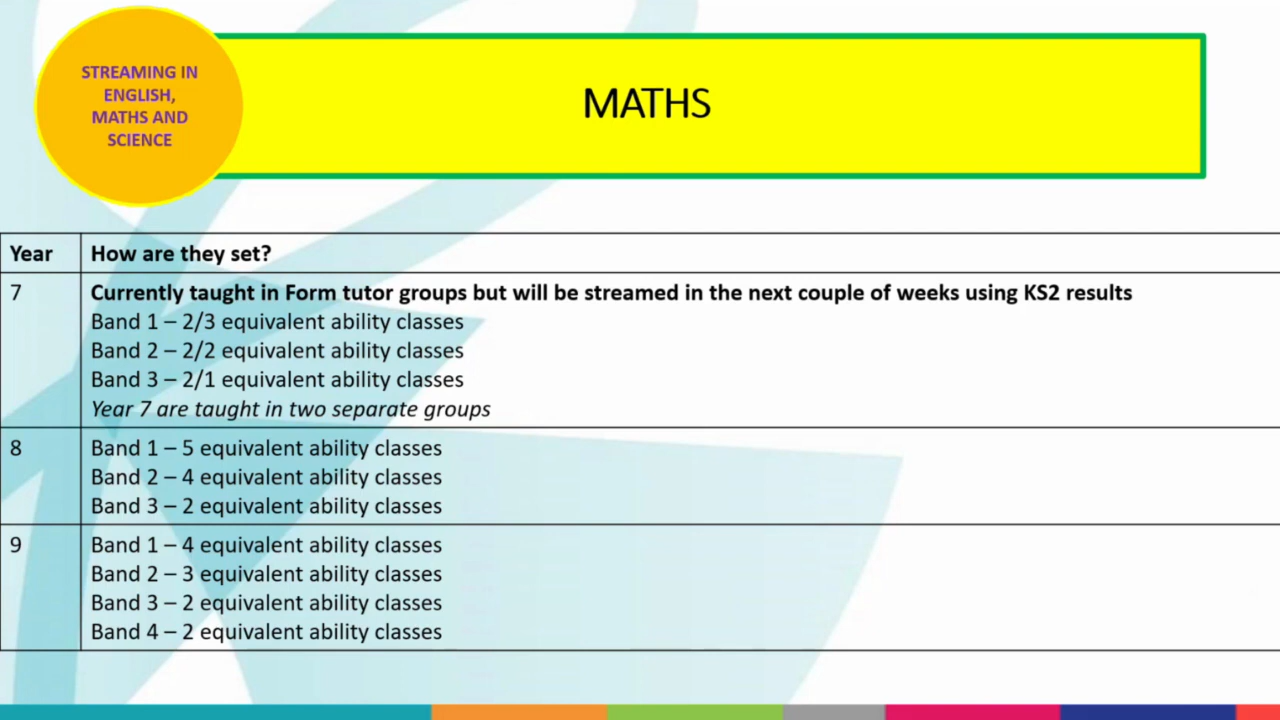 STREAMING IN
ENGLISH,
MATHS AND
SCIENCE
MATHS
Year How are they set?
7 Currently taught in Form tutor groups but will be streamed in the next couple of weeks using KS2 results
Band 1 – 2/3 equivalent ability classes
Band 2 – 2/2 equivalent ability classes
Band 3 – 2/1 equivalent ability classes
Year 7 are taught in two separate groups
8 Band 1 – 5 equivalent ability classes
Band 2 – 4 equivalent ability classes
Band 3 – 2 equivalent ability classes
9 Band 1 – 4 equivalent ability classes
Band 2 – 3 equivalent ability classes
Band 3 – 2 equivalent ability classes
Band 4 – 2 equivalent ability classes